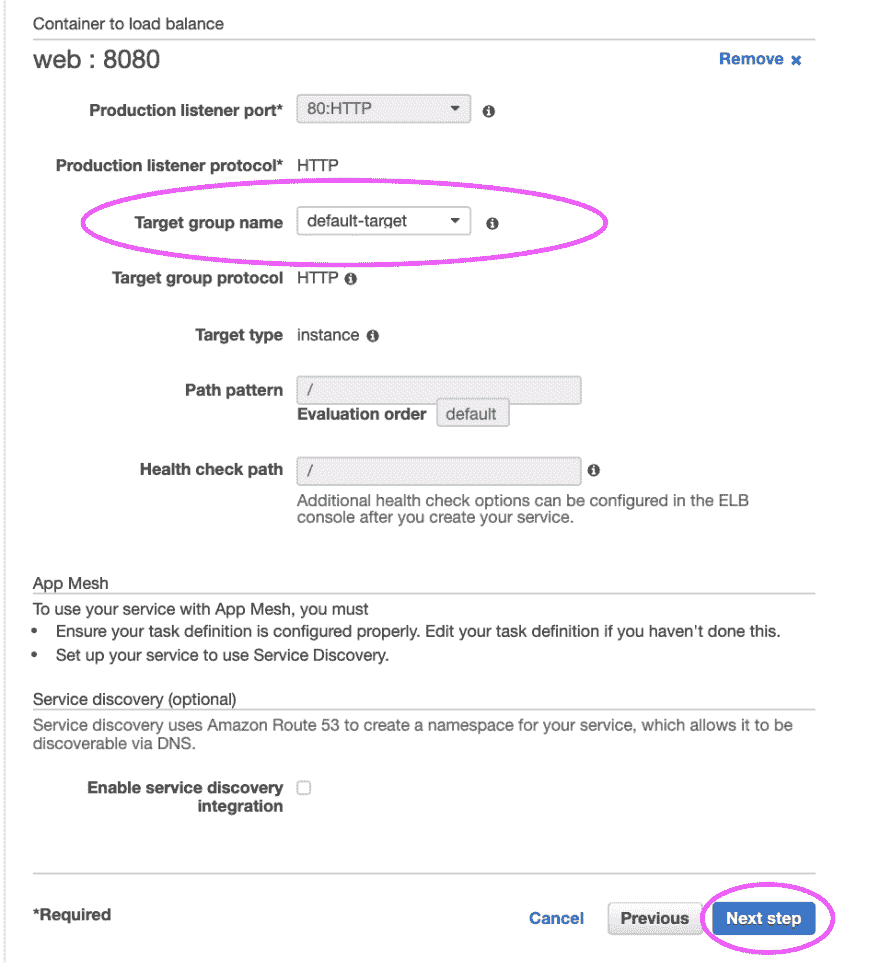 Container to load balance
web : 8080
Remove ×
Production listener port* 80:HTTP
Production listener protocol* HTTP
Target group name default-target
Target group protocol HTTP
Target type instance
Path pattern /
Evaluation order default
Health check path /
Additional health check options can be configured in the ELB
console after you create your service.
App Mesh
To use your service with App Mesh, you must
• Ensure your task definition is configured properly. Edit your task definition if you haven't done this.
• Set up your service to use Service Discovery.
Service discovery (optional)
Service discovery uses Amazon Route 53 to create a namespace for your service, which allows it to be
discoverable via DNS.
Enable service discovery
integration
*Required
Cancel
Previous
Next step